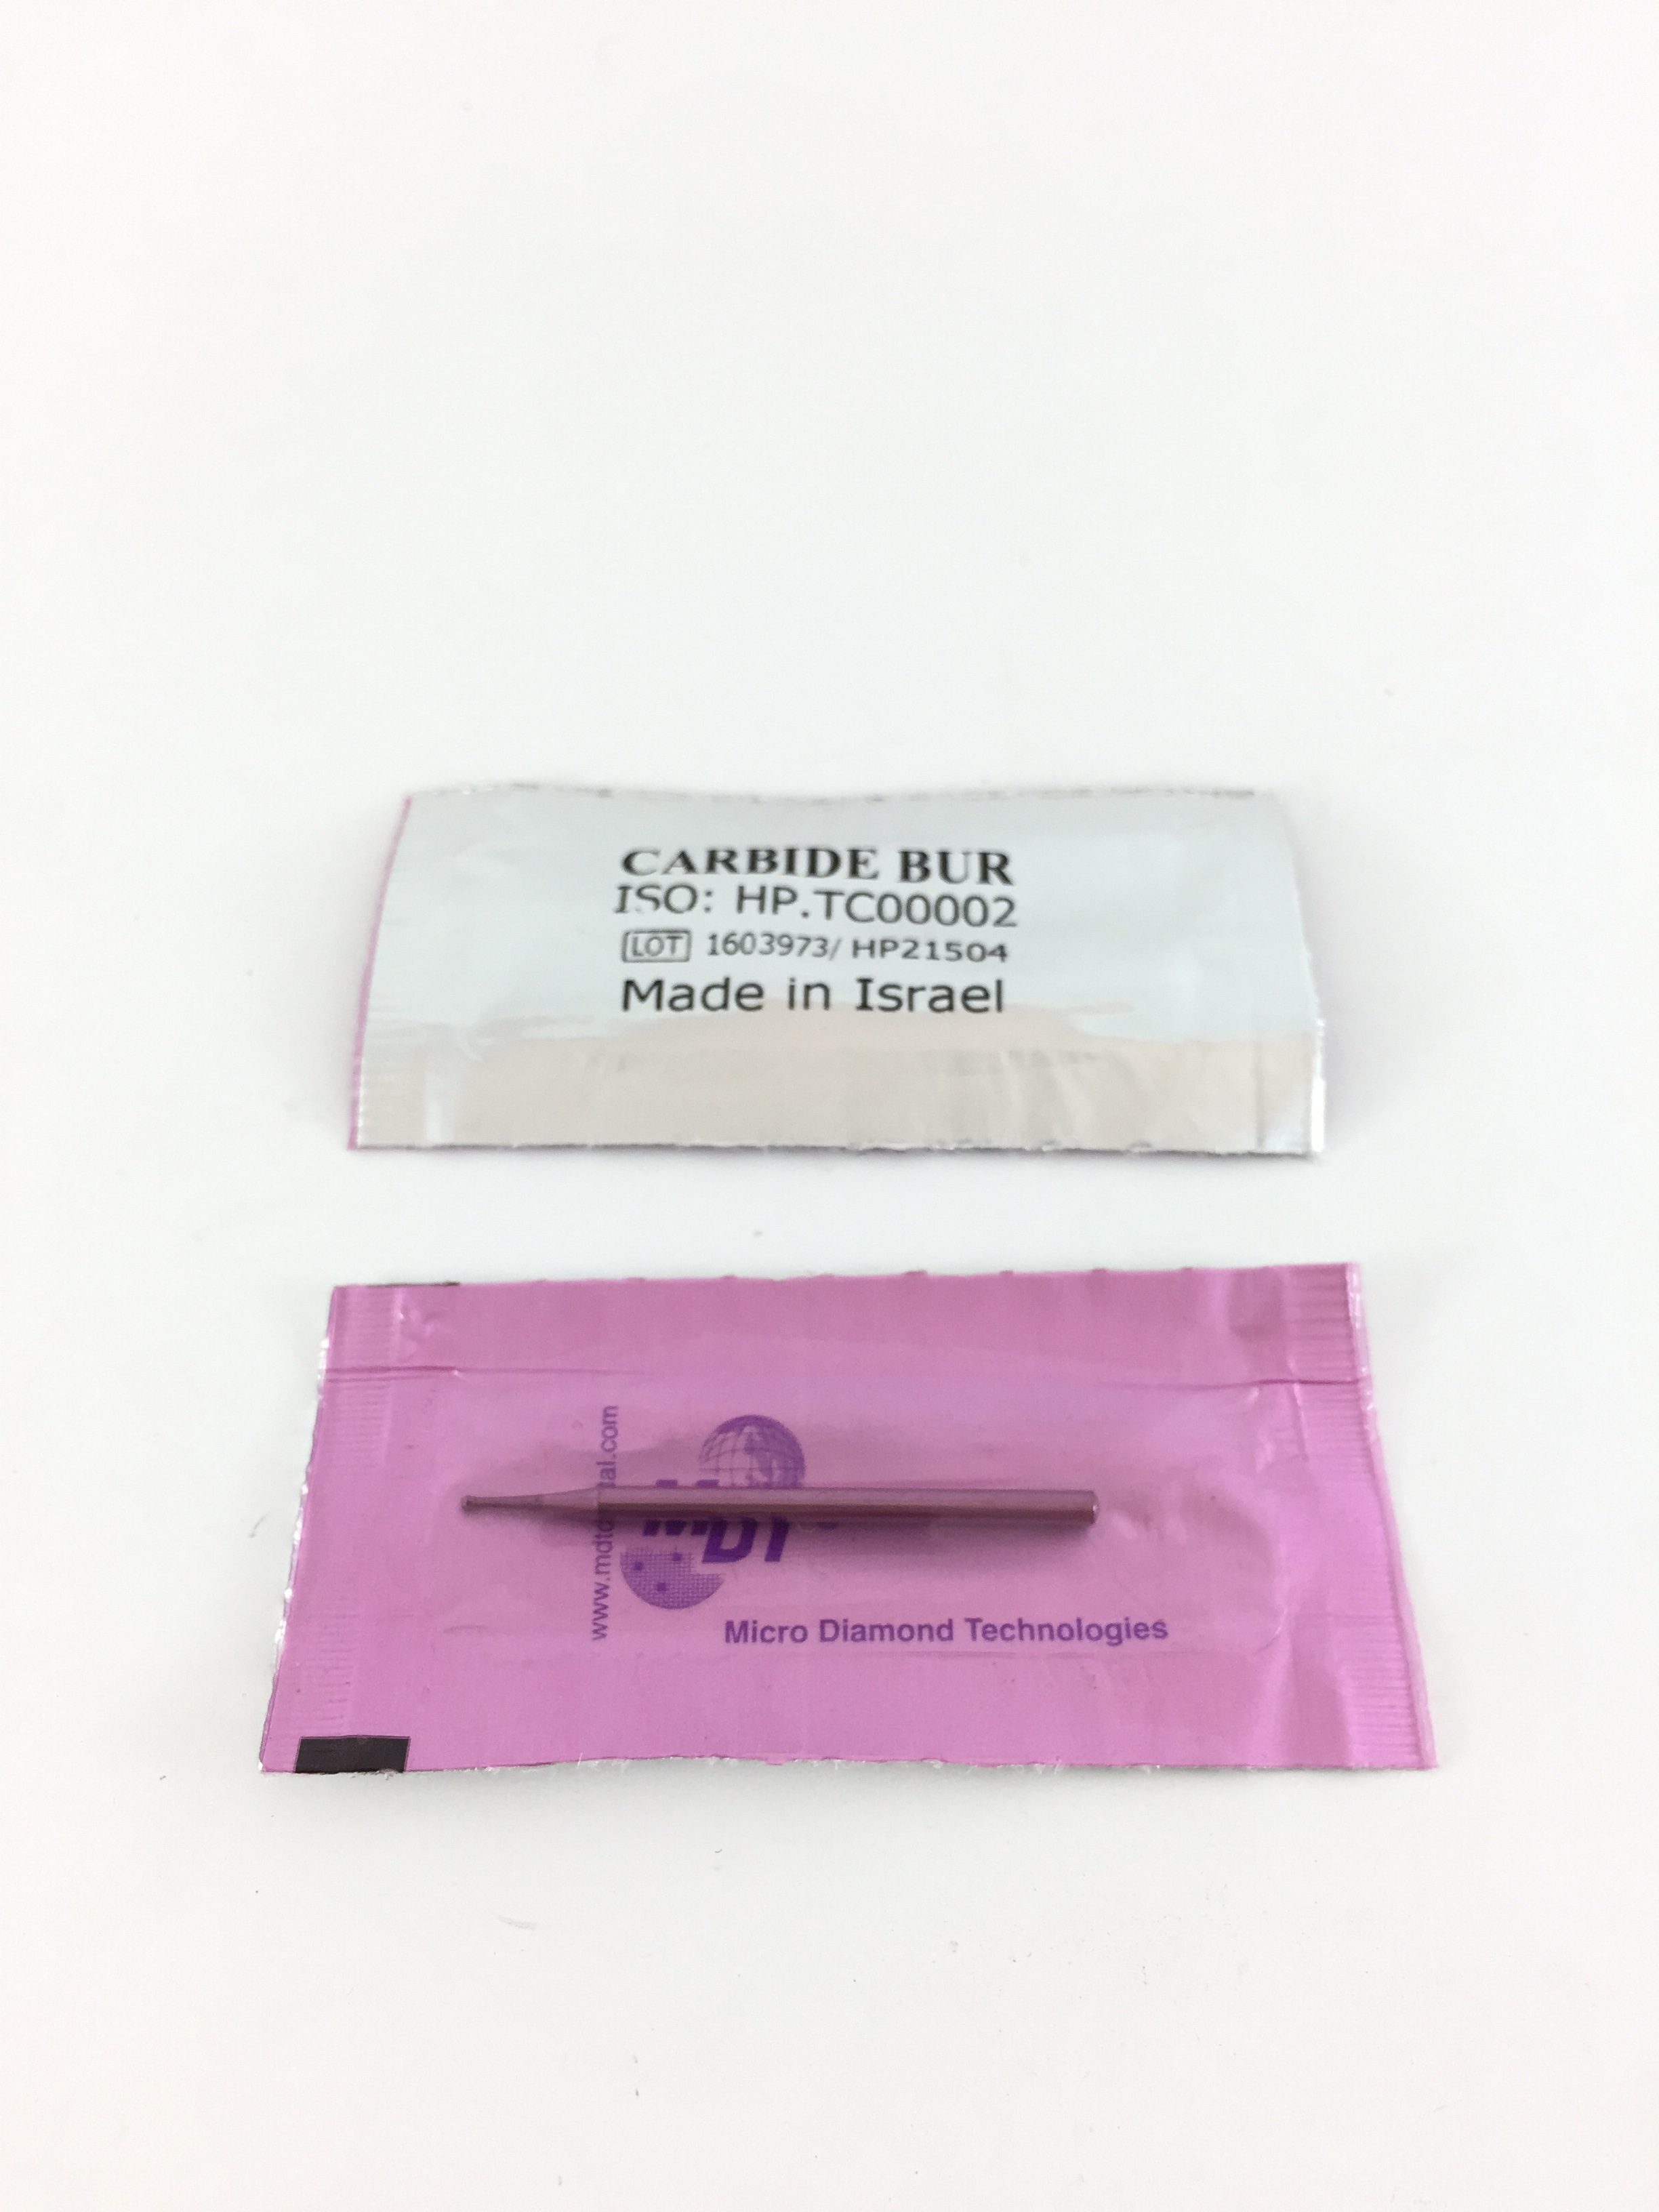 CARBIDE BUR
ISO: HP.TC00002
LOT 1603973/ HP21504
Made in Israel
MDT
Micro Diamond Technologies